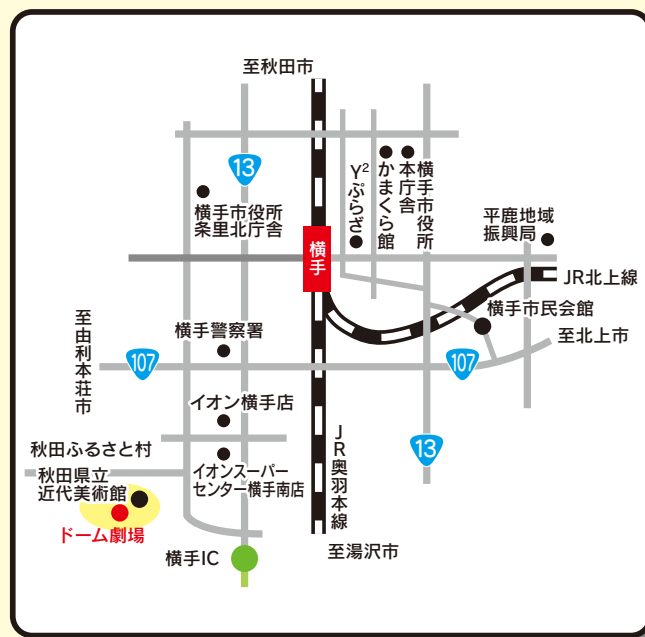 至秋田市
13
横手市役所
条里北庁舎
Y²ぷらざ
かまくら館
横手市役所
本庁舎
平鹿地域
振興局
横手
JR北上線
横手市民会館
至北上市
至由利本荘市
107
横手警察署
107
イオン横手店
13
秋田ふるさと村
イオンスーパー
センター横手南店
JR奥羽本線
秋田県立
近代美術館
ドーム劇場
横手IC
至湯沢市